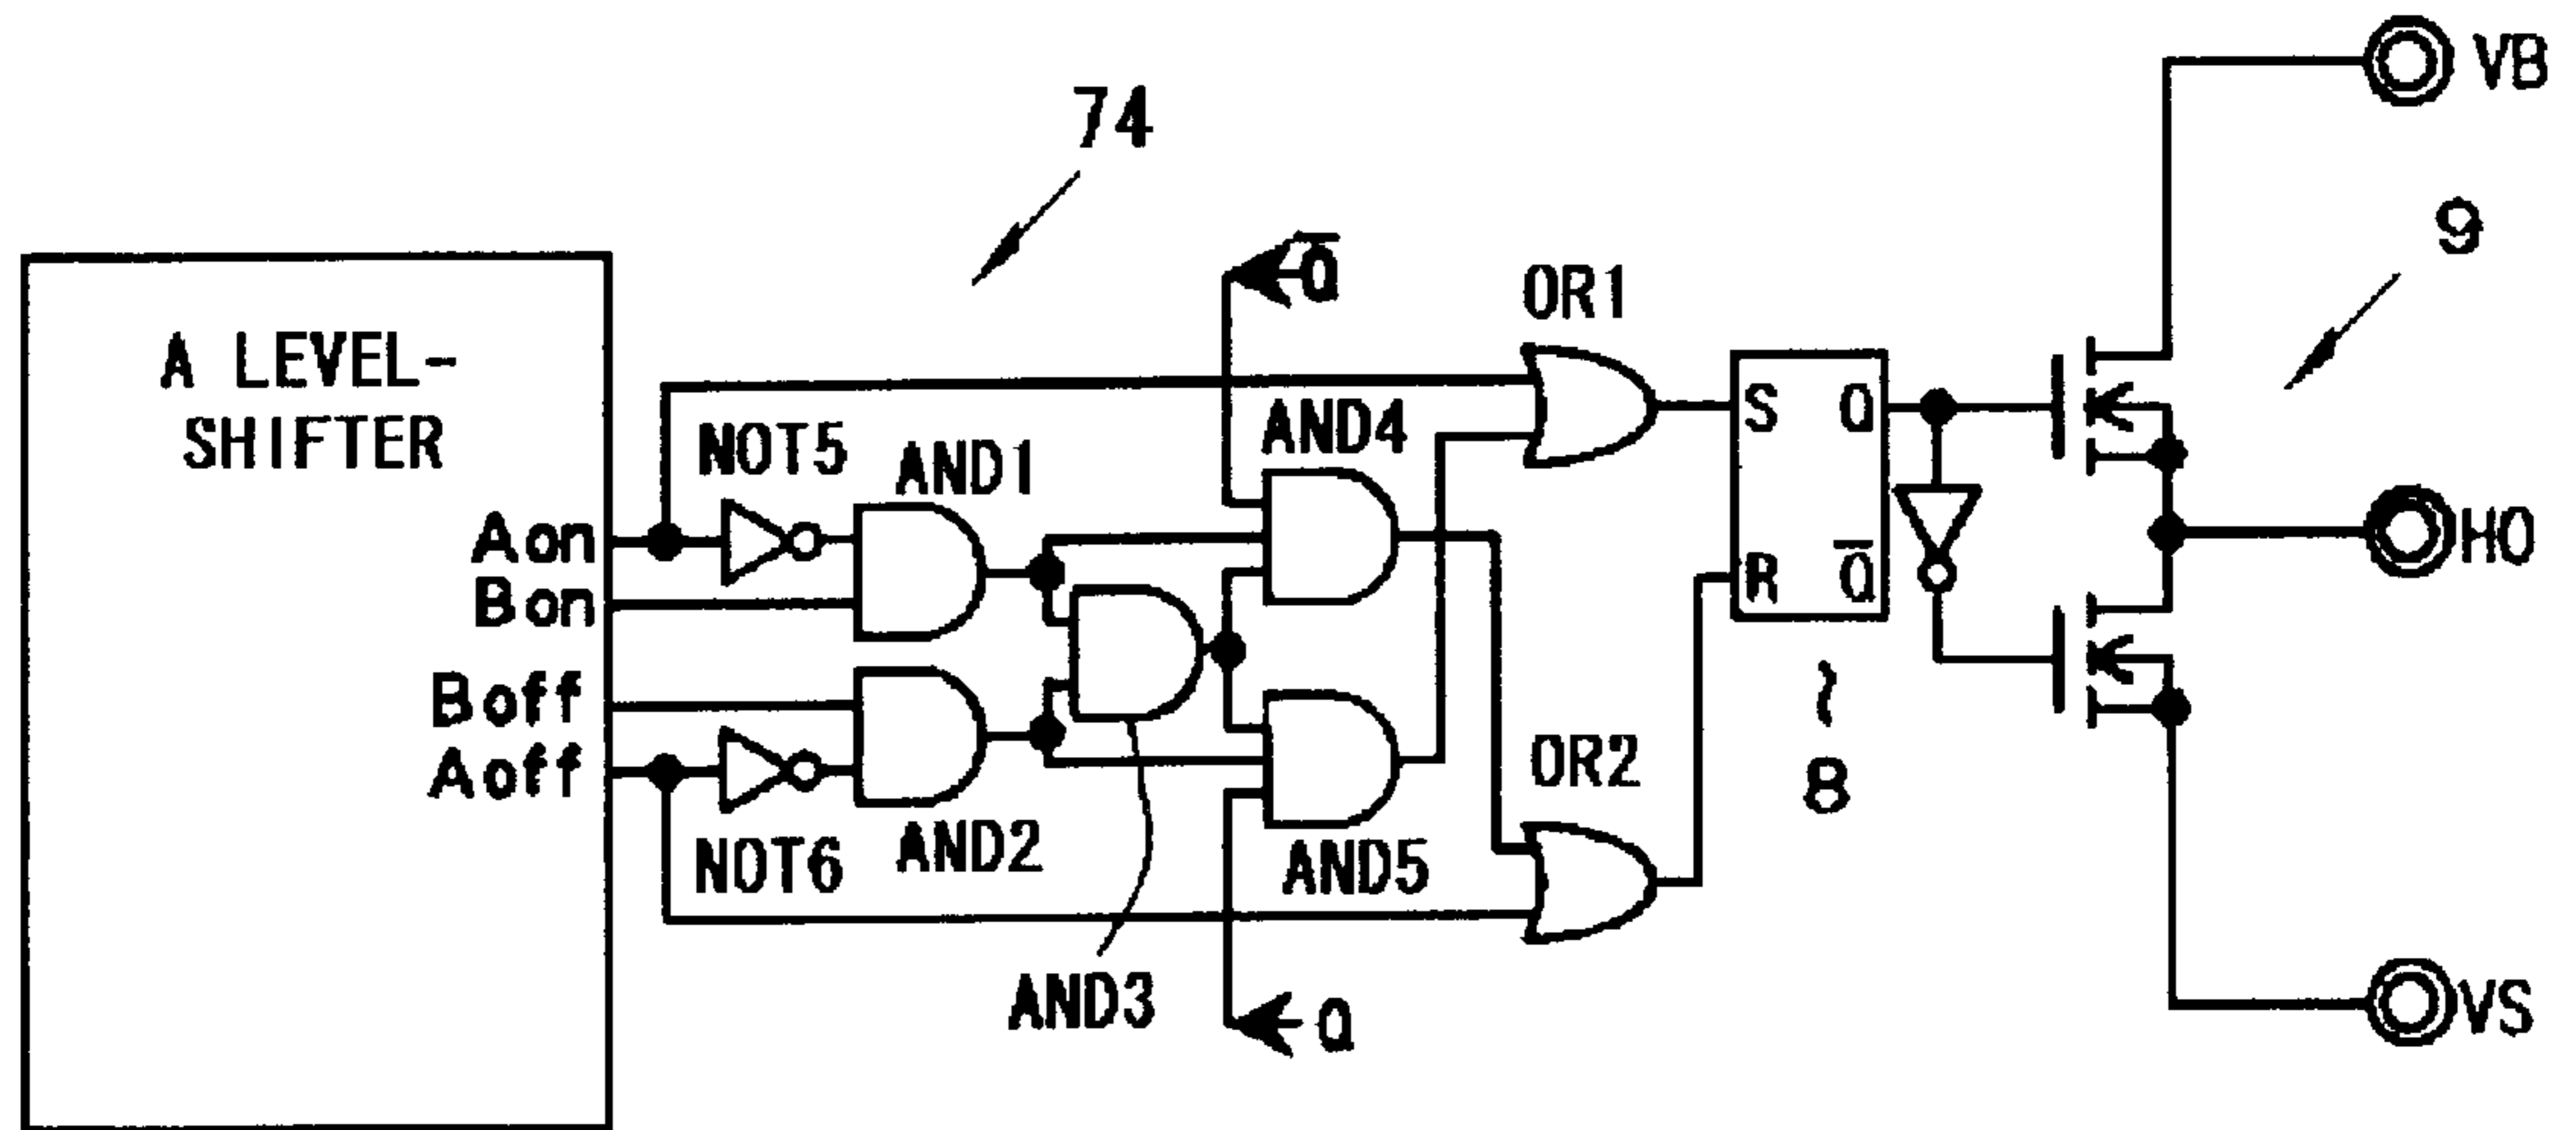 VB
74
9
Q̅
OR1
A LEVEL-
SHIFTER
AND4
S Q
NOT5
AND1
Aon
HO
Bon
R Q̅
Boff
Aoff
OR2
8
NOT6
AND2
AND5
AND3
Q
VS